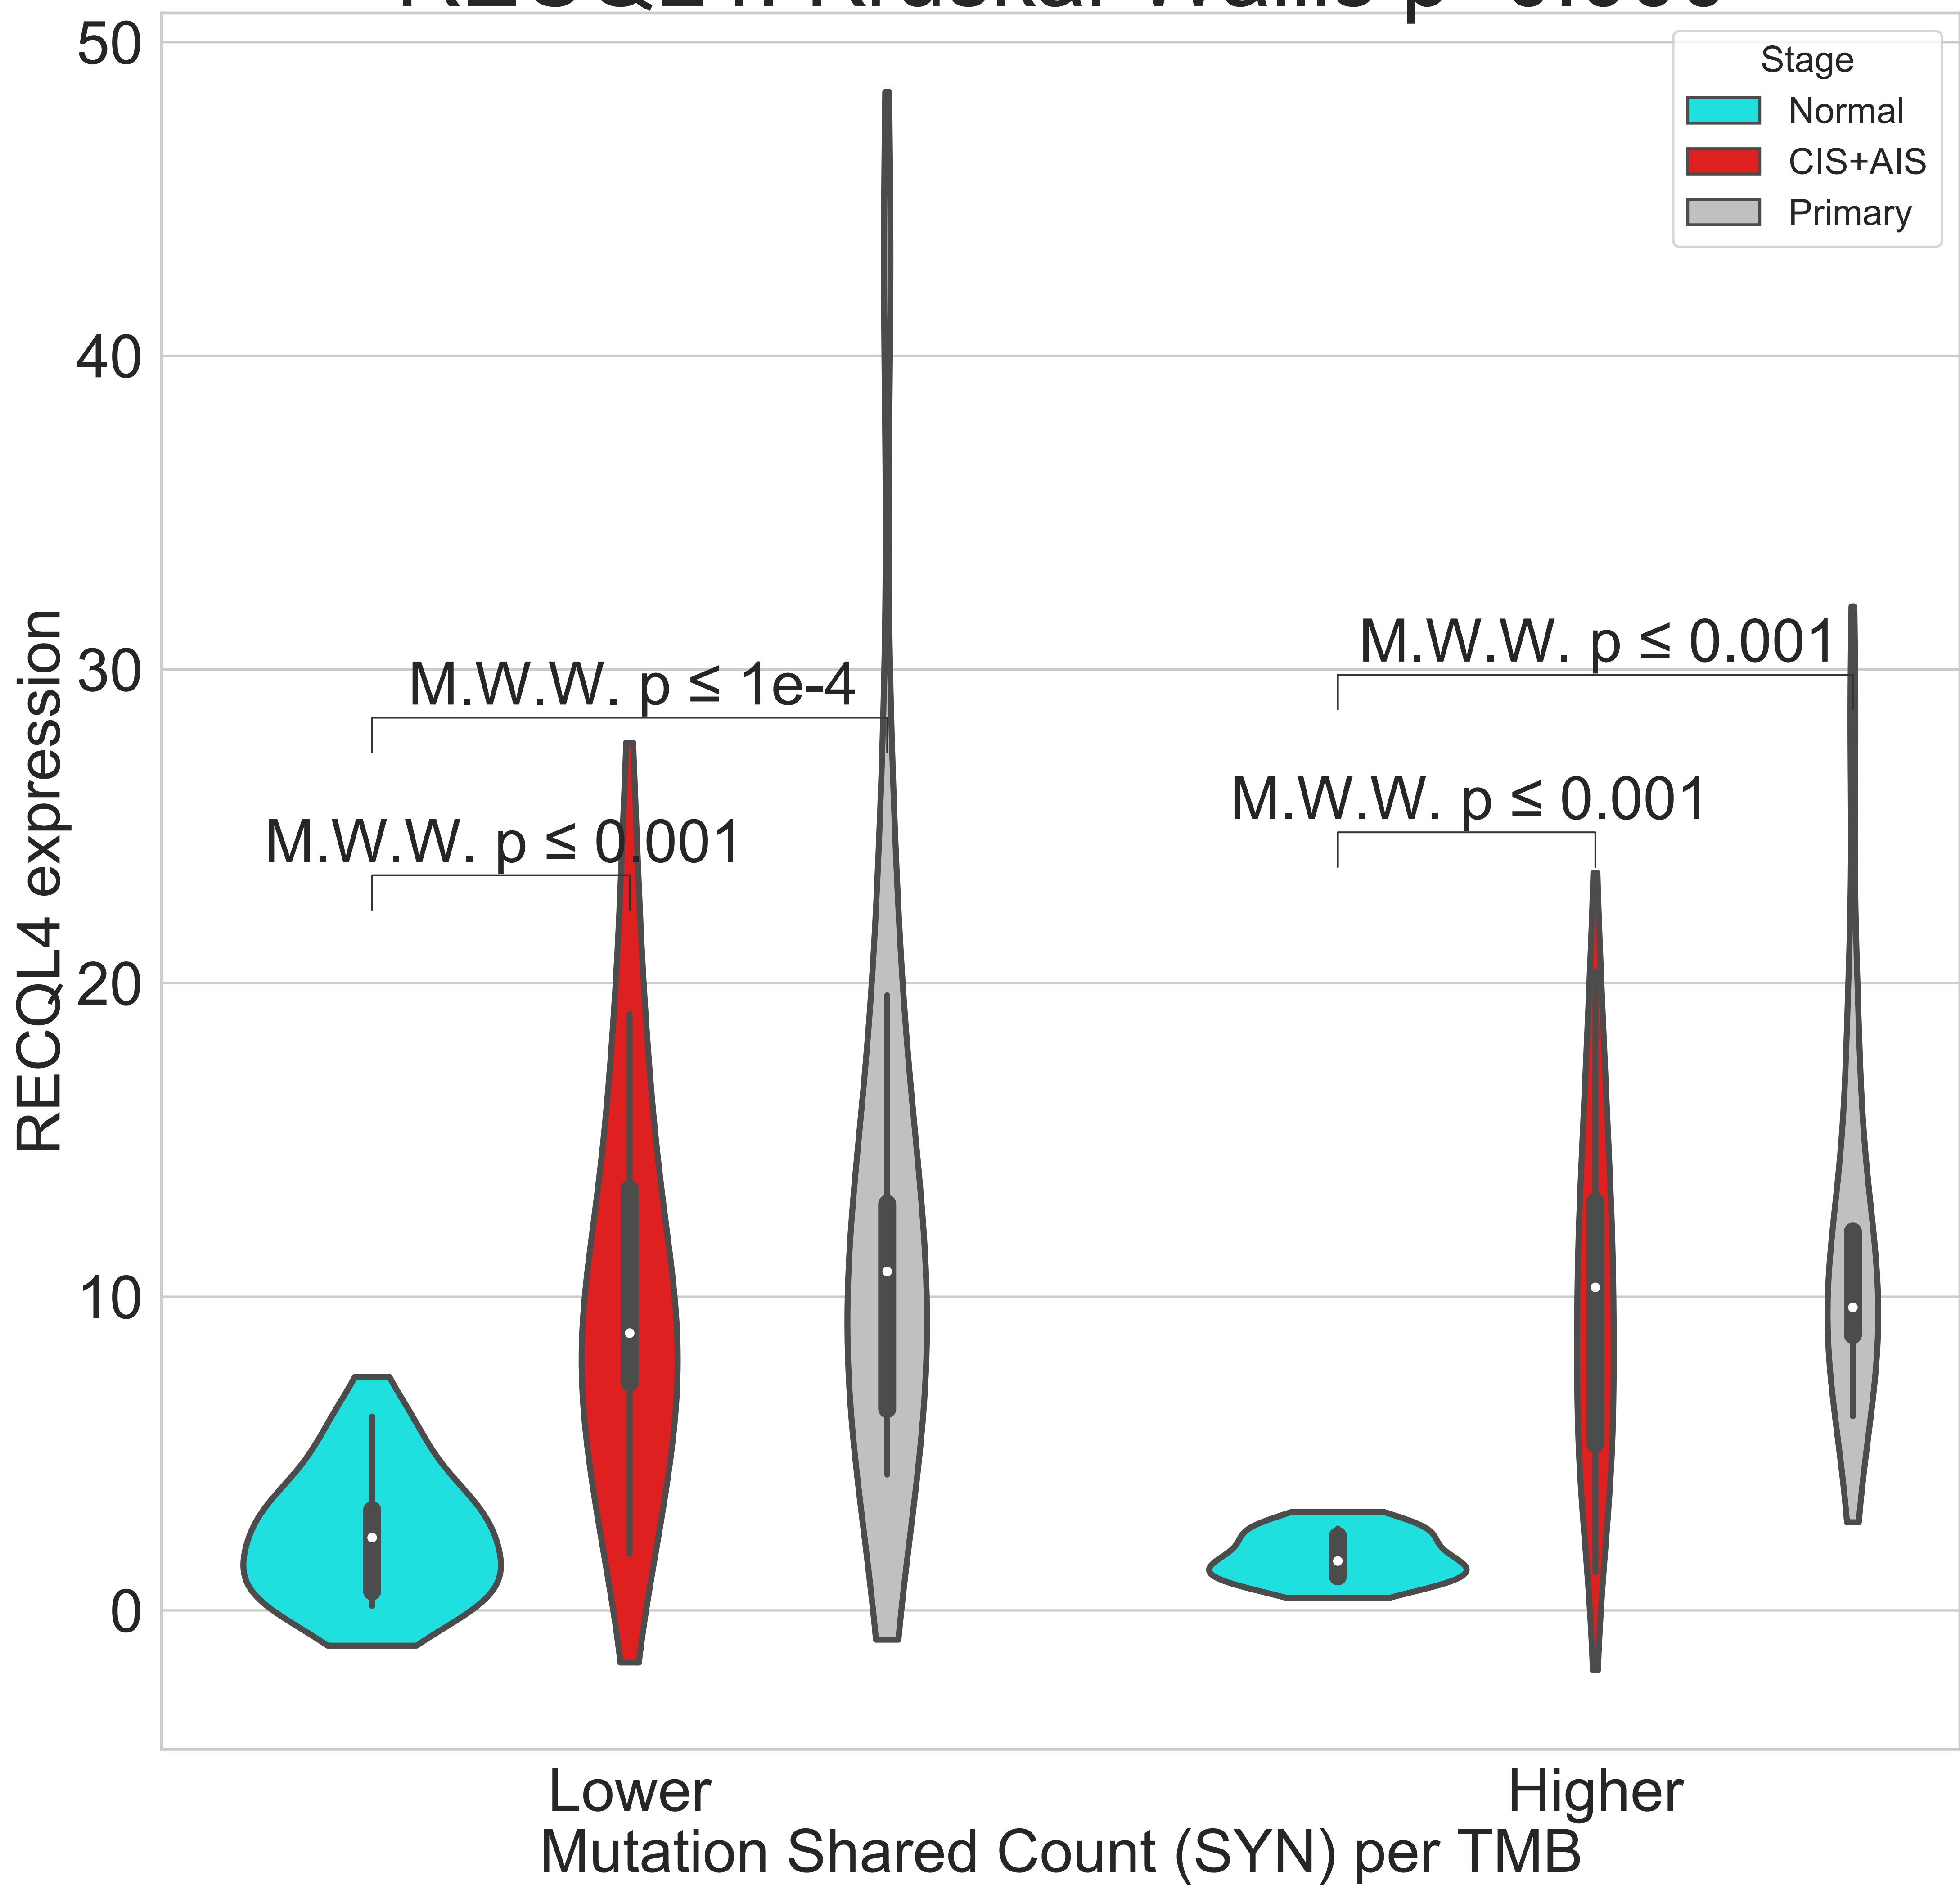 50
40
30
20
10
0
RECQL4 expression
Stage
Normal
CIS+AIS
Primary
M.W.W. p ≤ 1e-4
M.W.W. p ≤ 0.001
M.W.W. p ≤ 0.001
M.W.W. p ≤ 0.001
Lower
Higher
Mutation Shared Count (SYN) per TMB